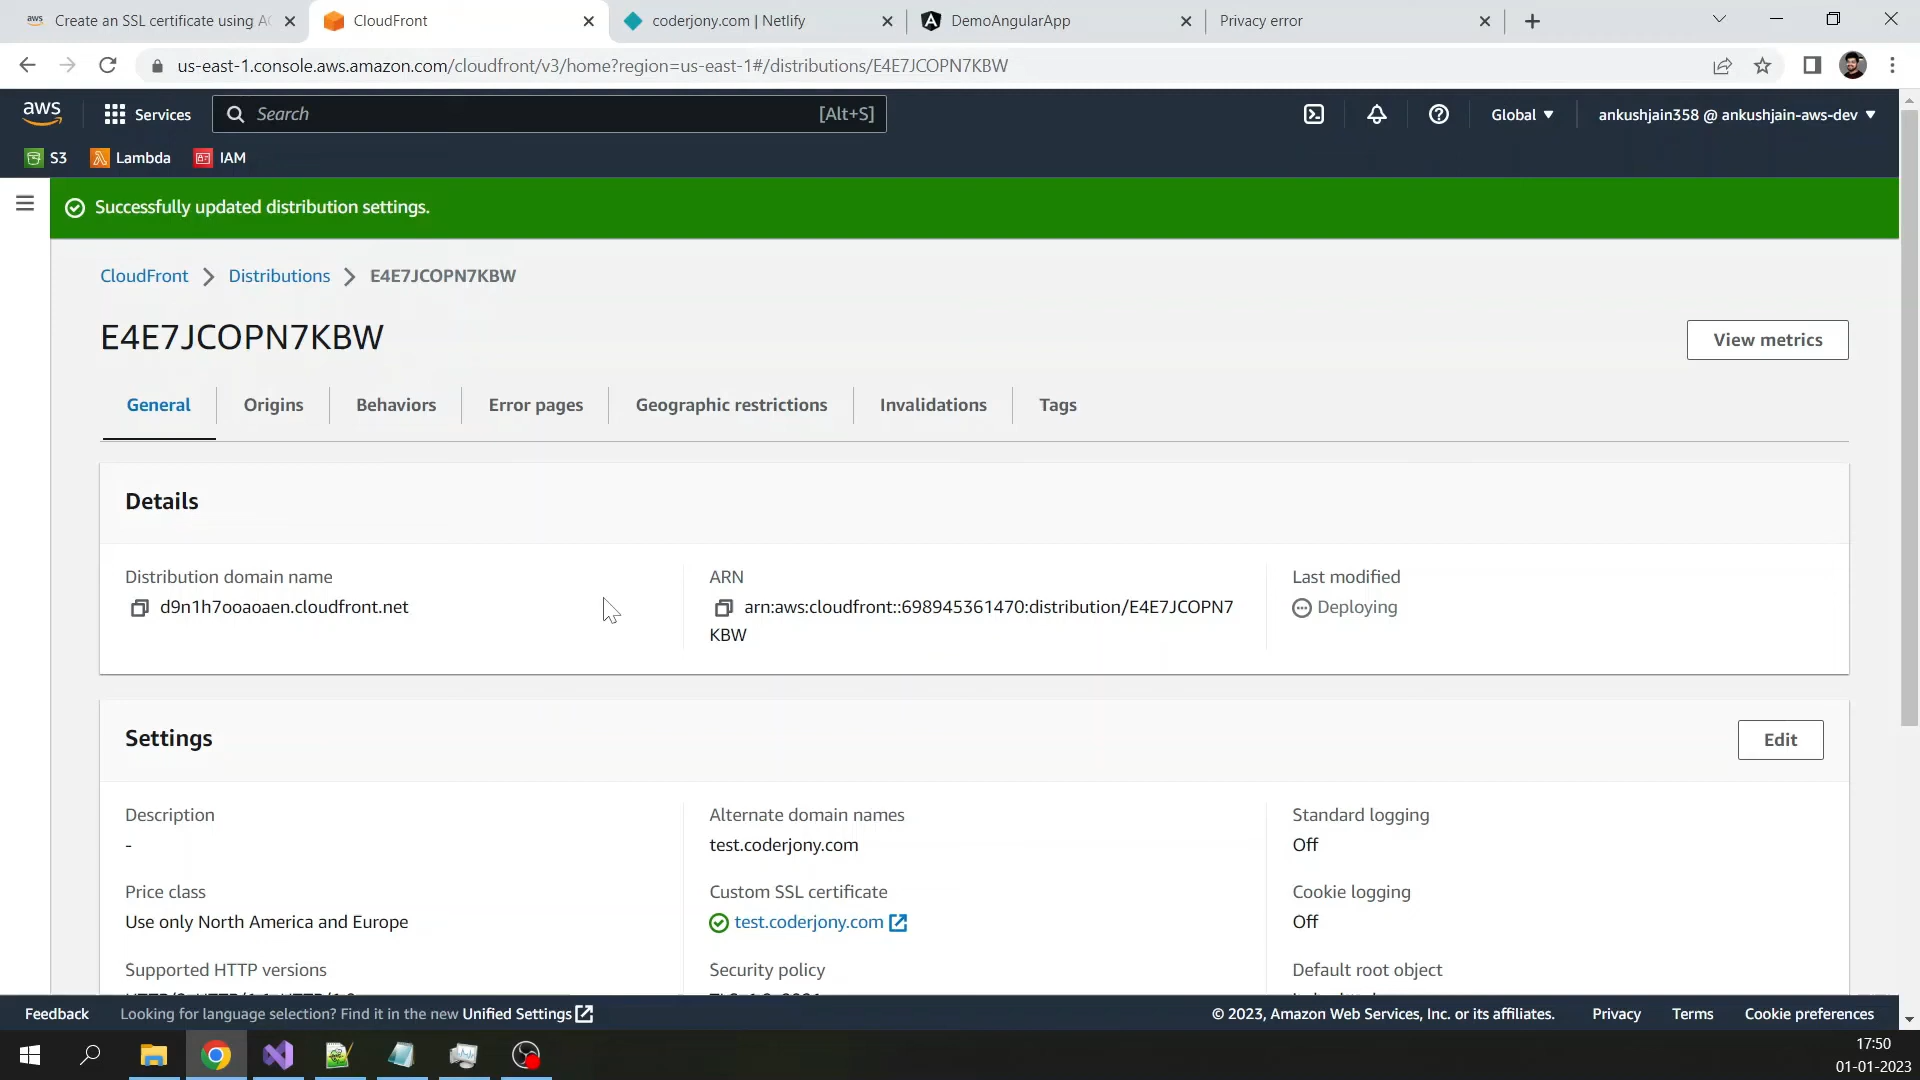 Create an SSL certificate using AC
CloudFront
coderjony.com | Netlify
DemoAngularApp
Privacy error
us-east-1.console.aws.amazon.com/cloudfront/v3/home?region=us-east-1#/distributions/E4E7JCOPN7KBW
aws
Services
Search
[Alt+S]
Global
ankushjain358 @ ankushjain-aws-dev
S3
Lambda
IAM
Successfully updated distribution settings.
CloudFront
Distributions
E4E7JCOPN7KBW
E4E7JCOPN7KBW
View metrics
General
Origins
Behaviors
Error pages
Geographic restrictions
Invalidations
Tags
Details
Distribution domain name
d9n1h7ooaoaen.cloudfront.net
ARN
arn:aws:cloudfront::698945361470:distribution/E4E7JCOPN7
KBW
Last modified
Deploying
Settings
Edit
Description
-
Alternate domain names
test.coderjony.com
Standard logging
Off
Price class
Use only North America and Europe
Custom SSL certificate
test.coderjony.com
Cookie logging
Off
Supported HTTP versions
Security policy
Default root object
Feedback
Looking for language selection? Find it in the new Unified Settings
© 2023, Amazon Web Services, Inc. or its affiliates.
Privacy
Terms
Cookie preferences
17:50
01-01-2023